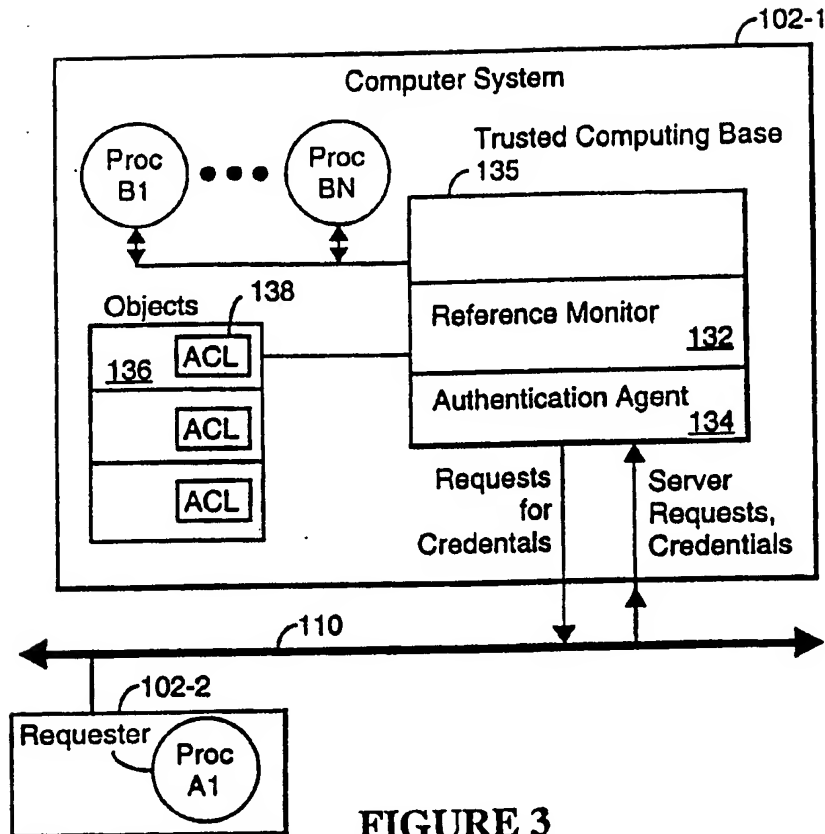 102-1
Computer System
Proc
B1
Proc
BN
Trusted Computing Base
135
Objects
138
136
ACL
ACL
ACL
Reference Monitor
132
Authentication Agent
134
Requests
for
Credentals
Server
Requests,
Credentials
110
102-2
Requester
Proc
A1
FIGURE 3